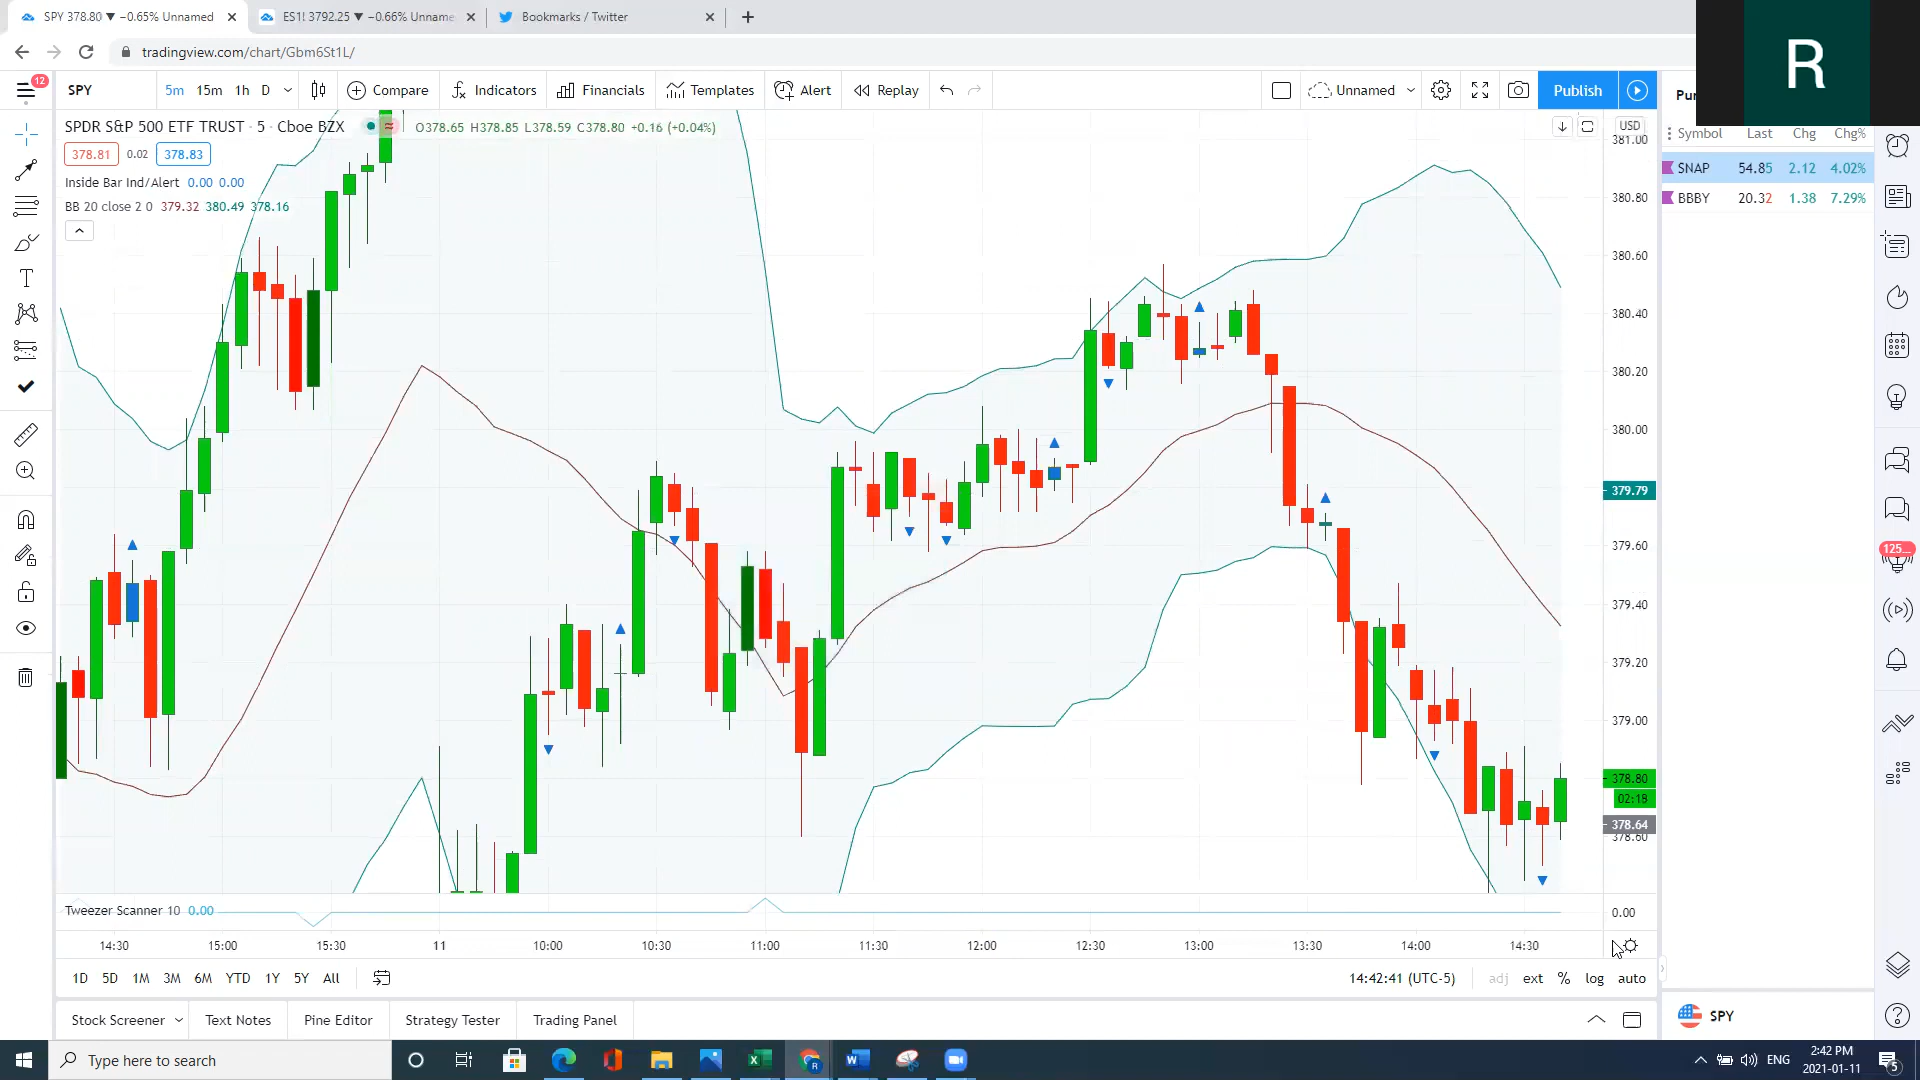 SPY 378.80 ▼ −0.65% Unnamed
ES1! 3792.25 ▼ −0.66% Unname
Bookmarks / Twitter
tradingview.com/chart/Gbm6St1L/
R
12
SPY 5m 15m 1h D Compare Indicators Financials Templates Alert Replay Unnamed Publish
SPDR S&P 500 ETF TRUST · 5 · Cboe BZX O378.65 H378.85 L378.59 C378.80 +0.16 (+0.04%)
378.81 0.02 378.83
Inside Bar Ind/Alert 0.00 0.00
BB 20 close 2 0 379.32 380.49 378.16
USD
381.00
380.80
380.60
380.40
380.20
380.00
379.79
379.60
379.40
379.20
379.00
378.80
02:19
378.64
378.60
Symbol Last Chg Chg%
SNAP 54.85 2.12 4.02%
BBBY 20.32 1.38 7.29%
125
Tweezer Scanner 10 0.00
0.00
14:30 15:00 15:30 11 10:00 10:30 11:00 11:30 12:00 12:30 13:00 13:30 14:00 14:30
1D 5D 1M 3M 6M YTD 1Y 5Y All 14:42:41 (UTC-5) adj ext % log auto
Stock Screener Text Notes Pine Editor Strategy Tester Trading Panel
SPY
Type here to search
ENG
2:42 PM
2021-01-11
5